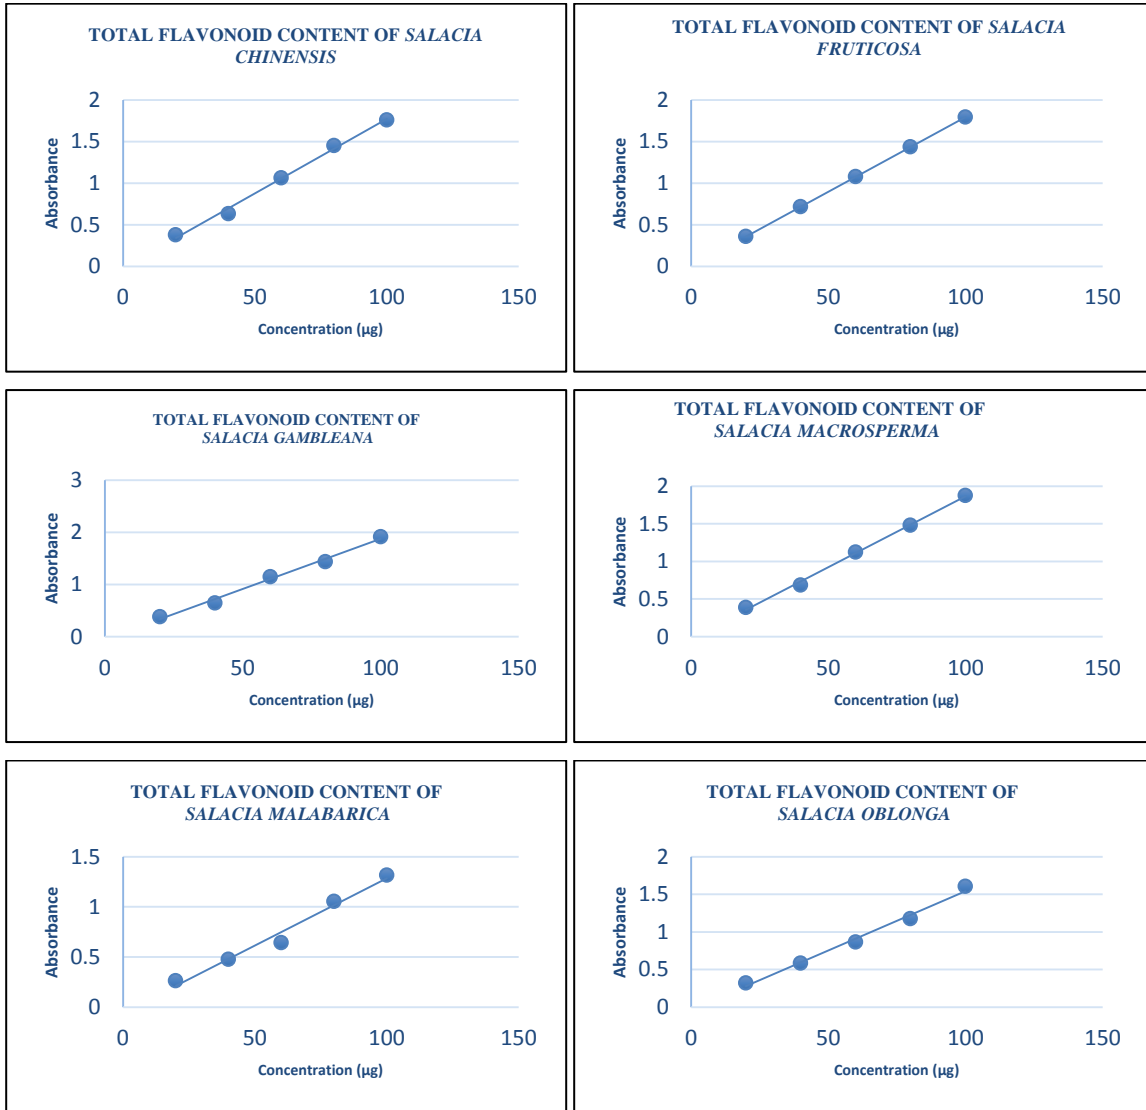 TOTAL FLAVONOID CONTENT OF SALACIA
CHINENSIS
2
1.5
1
0.5
0
Absorbance
0 50 100 150
Concentration (µg)
TOTAL FLAVONOID CONTENT OF SALACIA
FRUTICOSA
2
1.5
1
0.5
0
Absorbance
0 50 100 150
Concentration (µg)
TOTAL FLAVONOID CONTENT OF
SALACIA GAMBLEANA
3
2
1
0
Absorbance
0 50 100 150
Concentration (µg)
TOTAL FLAVONOID CONTENT OF
SALACIA MACROSPERMA
2
1.5
1
0.5
0
Absorbance
0 50 100 150
Concentration (µg)
TOTAL FLAVONOID CONTENT OF
SALACIA MALABARICA
1.5
1
0.5
0
Absorbance
0 50 100 150
Concentration (µg)
TOTAL FLAVONOID CONTENT OF
SALACIA OBLONGA
2
1.5
1
0.5
0
Absorbance
0 50 100 150
Concentration (µg)